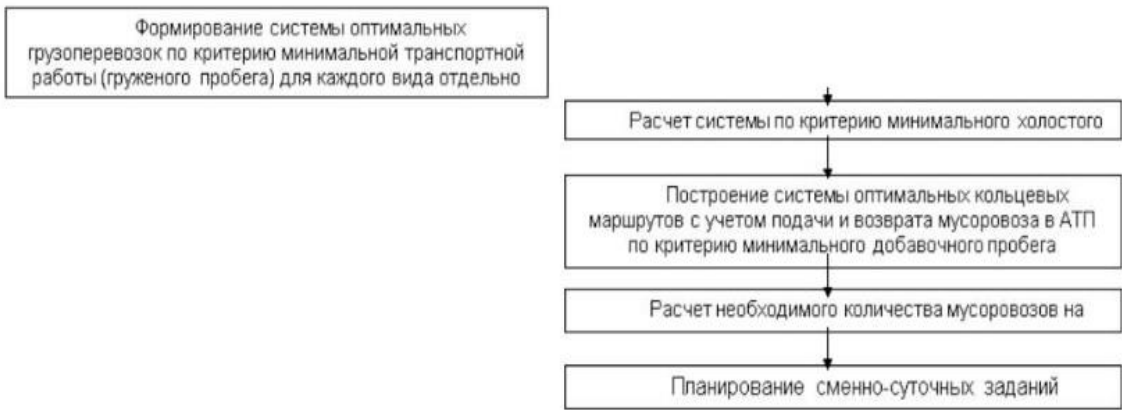 Формирование системы оптимальных
грузоперевозок по критерию минимальной транспортной
работы (груженого пробега) для каждого вида отдельно
Расчет системы по критерию минимального холостого
Построение системы оптимальных кольцевых
маршрутов с учетом подачи и возврата мусоровоза в АТП
по критерию минимального добавочного пробега
Расчет необходимого количества мусоровозов на
Планирование сменно-суточных заданий